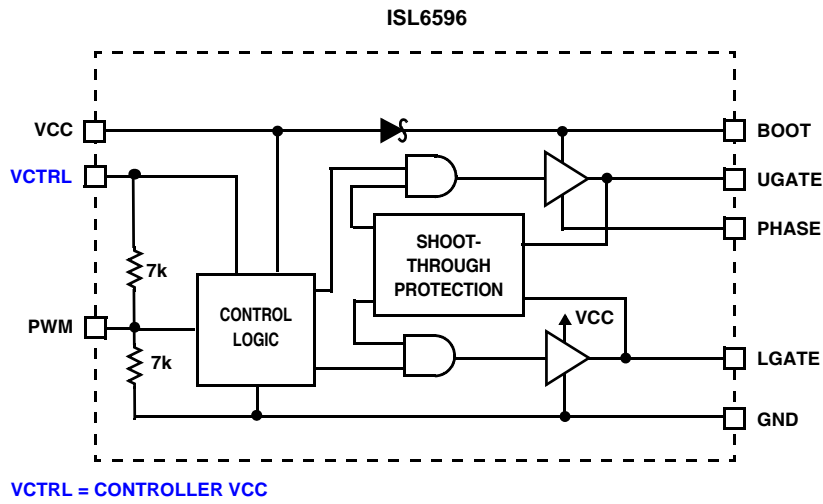 ISL6596
VCC
BOOT
VCTRL
UGATE
PHASE
SHOOT-
THROUGH
PROTECTION
7k
CONTROL
LOGIC
PWM
VCC
7k
LGATE
GND
VCTRL = CONTROLLER VCC